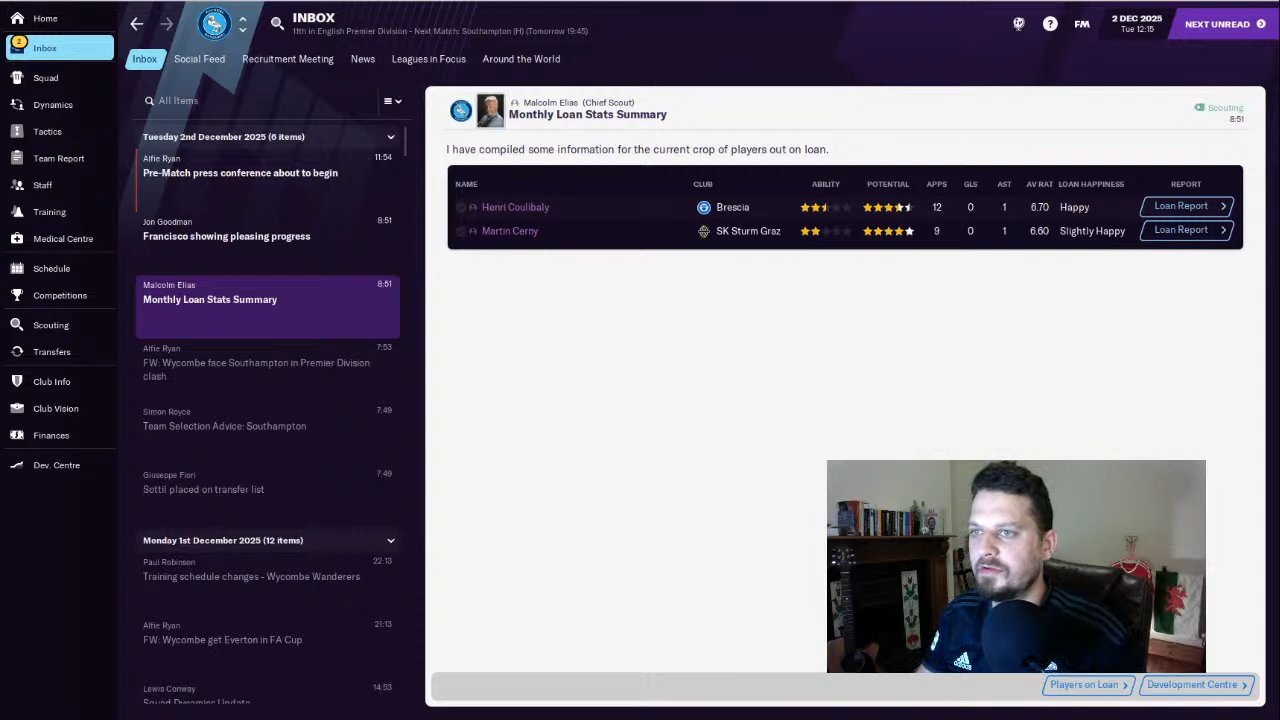 Home
INBOX
11th in English Premier Division - Next Match: Southampton (H) (Tomorrow 19:45)
?
FM
2 DEC 2025
Tue 12:15
NEXT UNREAD
2
Inbox
Inbox
Social Feed
Recruitment Meeting
News
Leagues in Focus
Around the World
Squad
Dynamics
Tactics
Team Report
Staff
Training
Medical Centre
Schedule
Competitions
Scouting
Transfers
Club Info
Club Vision
Finances
Dev. Centre
All Items
Tuesday 2nd December 2025 (6 items)
Alfie Ryan 11:54
Pre-Match press conference about to begin
Jon Goodman 8:51
Francisco showing pleasing progress
Malcolm Elias 8:51
Monthly Loan Stats Summary
Alfie Ryan 7:53
FW: Wycombe face Southampton in Premier Division
clash
Simon Royce 7:49
Team Selection Advice: Southampton
Giuseppe Fiori 7:49
Sottil placed on transfer list
Monday 1st December 2025 (12 items)
Paul Robinson 22:13
Training schedule changes - Wycombe Wanderers
Alfie Ryan 21:13
FW: Wycombe get Everton in FA Cup
Lewis Conway 14:53
Squad Dynamics Update
Malcolm Elias (Chief Scout)
Monthly Loan Stats Summary
Scouting
8:51
I have compiled some information for the current crop of players out on loan.
NAME CLUB ABILITY POTENTIAL APPS GLS AST AV RAT LOAN HAPPINESS REPORT
Henri Coulibaly Brescia 12 0 1 6.70 Happy Loan Report
Martin Cerny SK Sturm Graz 9 0 1 6.60 Slightly Happy Loan Report
Players on Loan
Development Centre